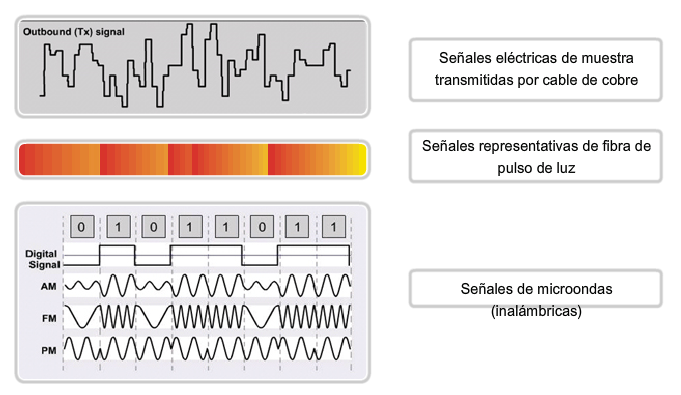 Outbound (Tx) signal
Señales eléctricas de muestra
transmitidas por cable de cobre
Señales representativas de fibra de
pulso de luz
0 1 0 1 1 0 1 1
Digital
Signal
AM
FM
PM
Señales de microondas
(inalámbricas)